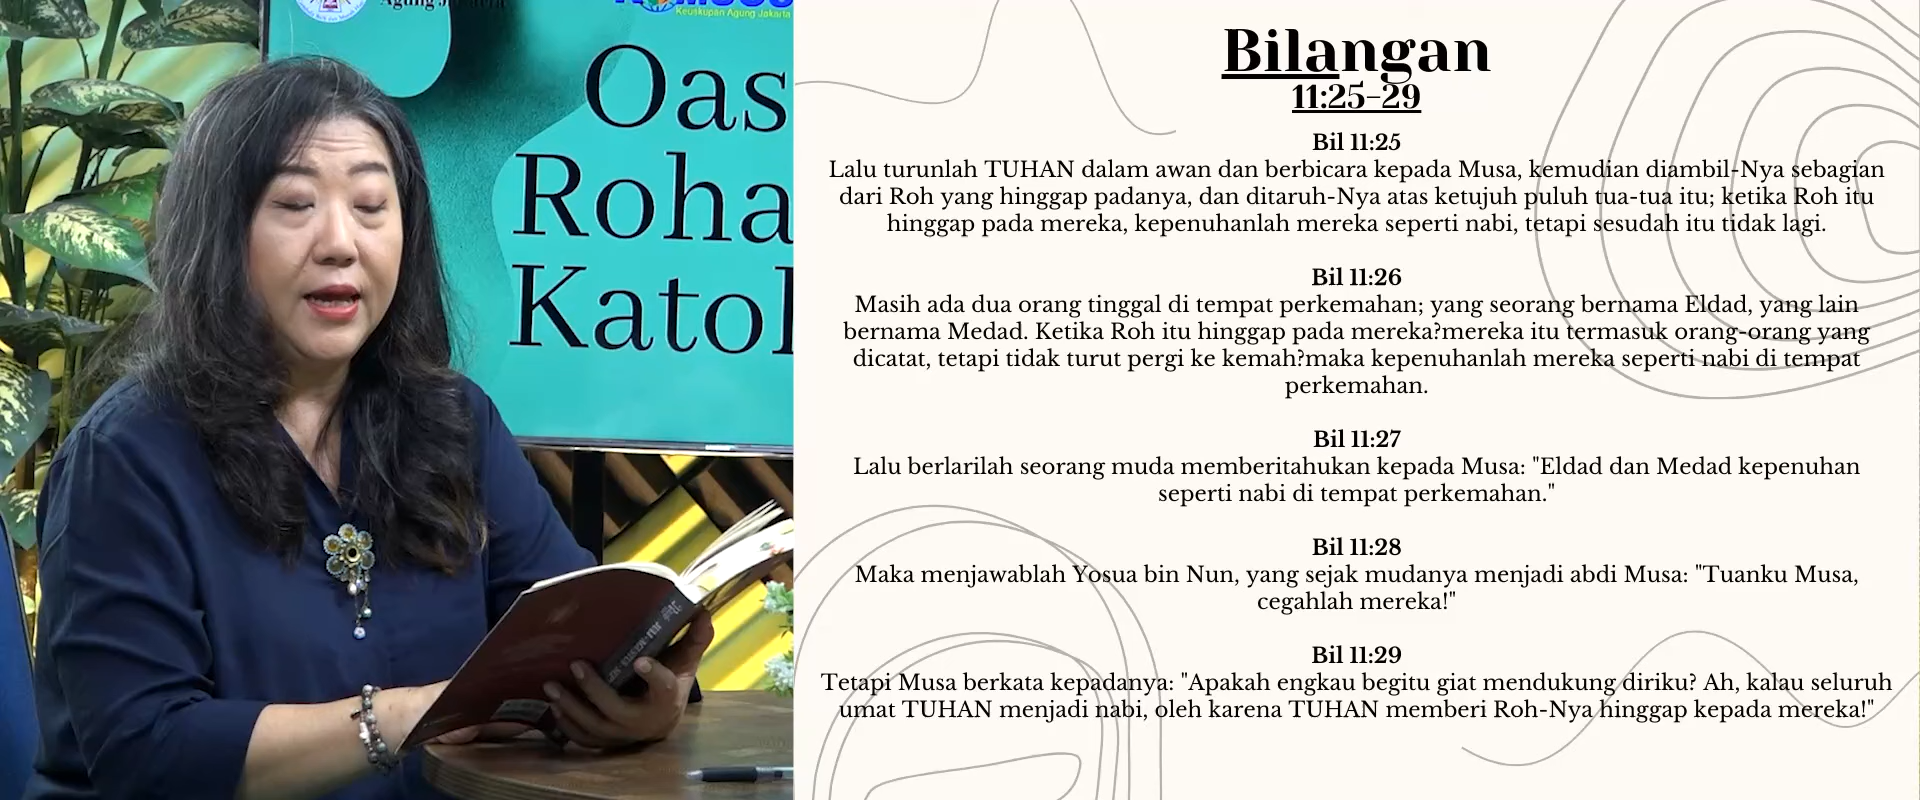 Agung Jakarta
Keuskupan Agung Jakarta
Oas
Roha
Katol
Bilangan
11:25-29
Bil 11:25
Lalu turunlah TUHAN dalam awan dan berbicara kepada Musa, kemudian diambil-Nya sebagian
dari Roh yang hinggap padanya, dan ditaruh-Nya atas ketujuh puluh tua-tua itu; ketika Roh itu
hinggap pada mereka, kepenuhanlah mereka seperti nabi, tetapi sesudah itu tidak lagi.
Bil 11:26
Masih ada dua orang tinggal di tempat perkemahan; yang seorang bernama Eldad, yang lain
bernama Medad. Ketika Roh itu hinggap pada mereka?mereka itu termasuk orang-orang yang
dicatat, tetapi tidak turut pergi ke kemah?maka kepenuhanlah mereka seperti nabi di tempat
perkemahan.
Bil 11:27
Lalu berlarilah seorang muda memberitahukan kepada Musa: "Eldad dan Medad kepenuhan
seperti nabi di tempat perkemahan."
Bil 11:28
Maka menjawablah Yosua bin Nun, yang sejak mudanya menjadi abdi Musa: "Tuanku Musa,
cegahlah mereka!"
Bil 11:29
Tetapi Musa berkata kepadanya: "Apakah engkau begitu giat mendukung diriku? Ah, kalau seluruh
umat TUHAN menjadi nabi, oleh karena TUHAN memberi Roh-Nya hinggap kepada mereka!"